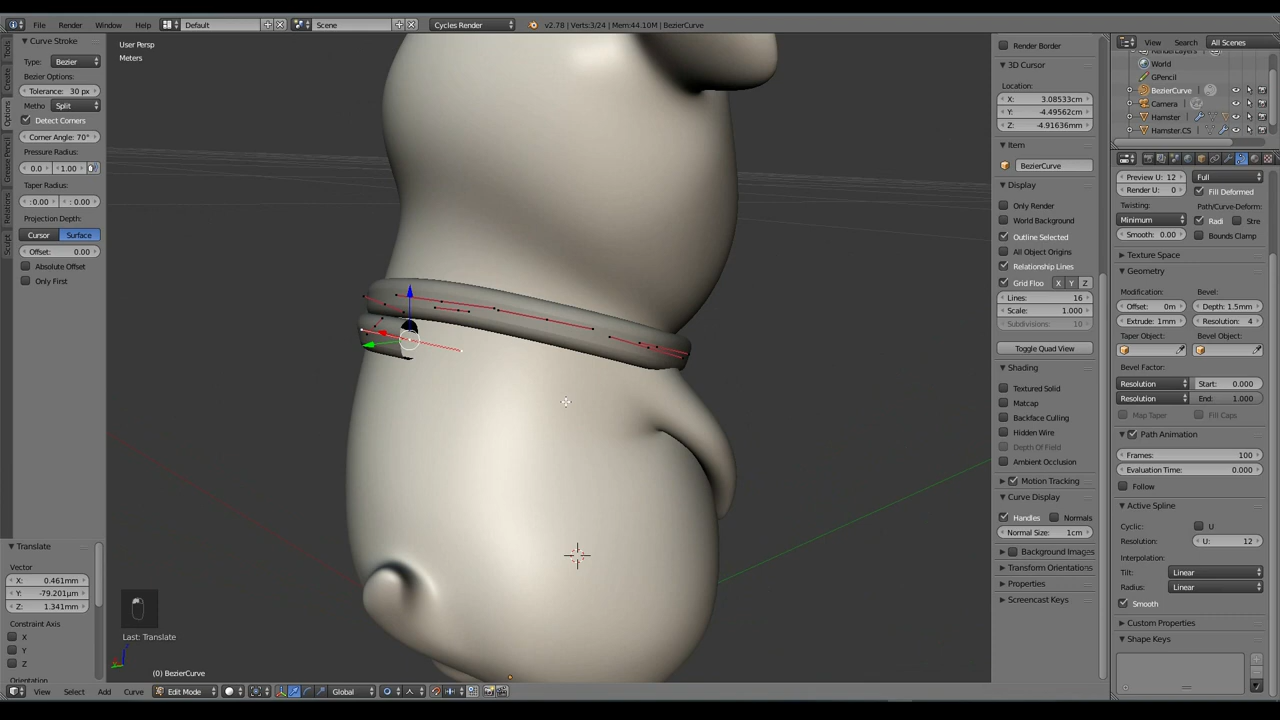 File Render Window Help Default Scene Cycles Render v2.78 | Verts:3/24 | Mem:44.10M | BezierCurve
Curve Stroke
Type: Bezier
Bezier Options:
Tolerance: 30 px
Metho Split
Detect Corners
Corner Angle: 70°
Pressure Radius:
0.0 1.00
Taper Radius:
:0.00 : 0.00
Projection Depth:
Cursor Surface
Offset: 0.00
Absolute Offset
Only First
Tools
Create
Options
Grease Pencil
Relations
Sculpt
Translate
Vector
X: 0.461mm
Y: -79.201µm
Z: 1.341mm
Constraint Axis
X
Y
Z
Orientation
User Persp
Meters
Last: Translate
(0) BezierCurve
View Select Add Curve Edit Mode Global
Render Border
3D Cursor
Location:
X: 3.08533cm
Y: -4.49562cm
Z: -4.91636mm
Item
BezierCurve
Display
Only Render
World Background
Outline Selected
All Object Origins
Relationship Lines
Grid Floo X Y Z
Lines: 16
Scale: 1.000
Subdivisions: 10
Toggle Quad View
Shading
Textured Solid
Matcap
Backface Culling
Hidden Wire
Depth Of Field
Ambient Occlusion
Motion Tracking
Curve Display
Handles Normals
Normal Size: 1cm
Background Images
Transform Orientations
Properties
Screencast Keys
View Search All Scenes
RenderLayers
World
GPencil
BezierCurve
Camera
Hamster
Hamster.CS
Preview U: 12 Full
Render U: 0 Fill Deformed
Twisting: Path/Curve-Deform:
Minimum Radi Stre
Smooth: 0.00 Bounds Clamp
Texture Space
Geometry
Modification: Bevel:
Offset: 0m Depth: 1.5mm
Extrude: 1mm Resolution: 4
Taper Object: Bevel Object:
Bevel Factor:
Resolution Start: 0.000
Resolution End: 1.000
Map Taper Fill Caps
Path Animation
Frames: 100
Evaluation Time: 0.000
Follow
Active Spline
Cyclic: U
Resolution: U: 12
Interpolation:
Tilt: Linear
Radius: Linear
Smooth
Custom Properties
Shape Keys